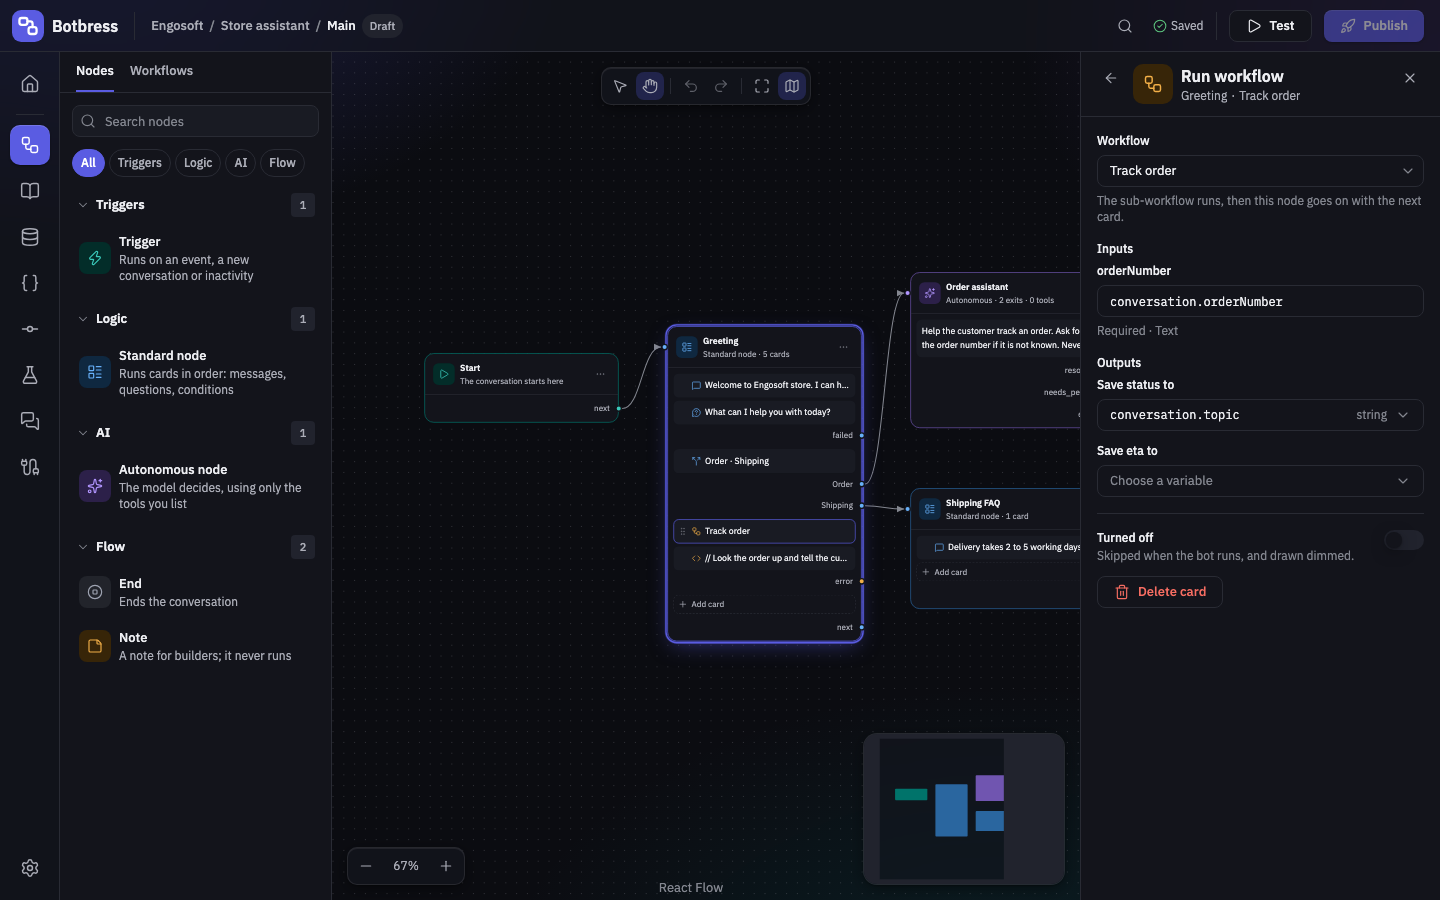 Botbress
Engosoft / Store assistant / Main
Draft
Saved
Test
Publish
Nodes
Workflows
Search nodes
All
Triggers
Logic
AI
Flow
Triggers
1
Trigger
Runs on an event, a new
conversation or inactivity
Logic
1
Standard node
Runs cards in order: messages,
questions, conditions
AI
1
Autonomous node
The model decides, using only the
tools you list
Flow
2
End
Ends the conversation
Note
A note for builders; it never runs
Start
The conversation starts here
next
Greeting
Standard node · 5 cards
Welcome to Engosoft store. I can h...
What can I help you with today?
failed
Order · Shipping
Order
Shipping
Track order
// Look the order up and tell the cu...
error
+ Add card
next
Order assistant
Autonomous · 2 exits · 0 tools
Help the customer track an order. Ask fo
the order number if it is not known. Neve
reso
needs_pe
Shipping FAQ
Standard node · 1 card
Delivery takes 2 to 5 working days
+ Add card
67%
React Flow
Run workflow
Greeting · Track order
Workflow
Track order
The sub-workflow runs, then this node goes on with the next
card.
Inputs
orderNumber
conversation.orderNumber
Required · Text
Outputs
Save status to
conversation.topic
string
Save eta to
Choose a variable
Turned off
Skipped when the bot runs, and drawn dimmed.
Delete card